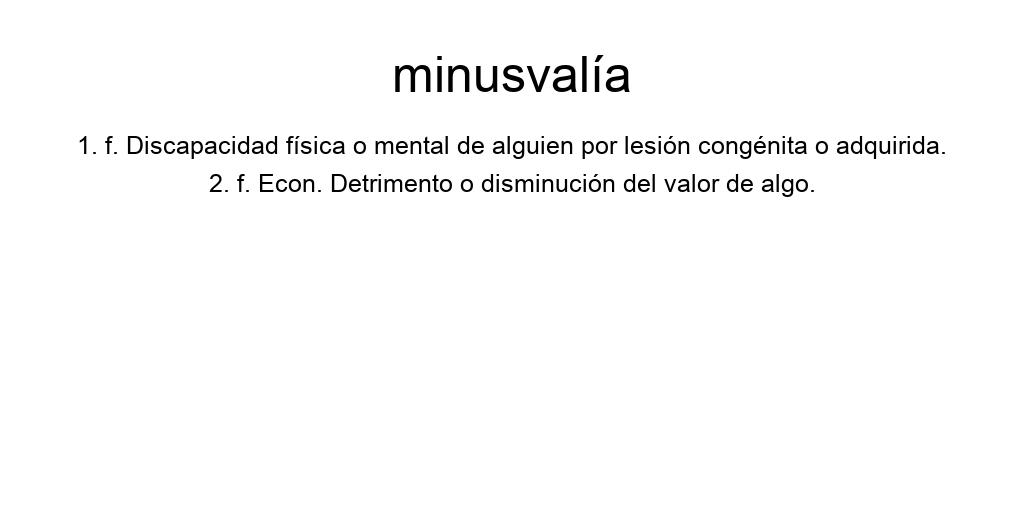 minusvalía
1. f. Discapacidad física o mental de alguien por lesión congénita o adquirida.
2. f. Econ. Detrimento o disminución del valor de algo.